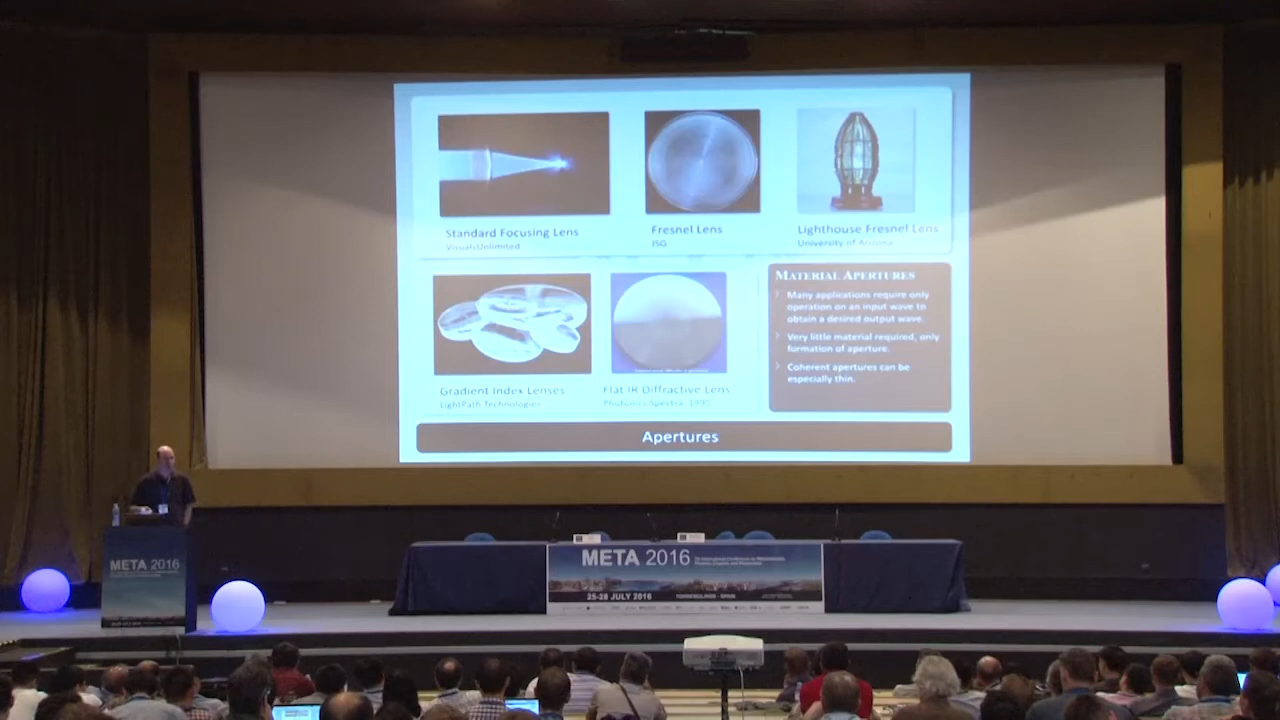 Standard Focusing Lens
VisualsUnlimited
Fresnel Lens
JSG
Lighthouse Fresnel Lens
University of Arizona
Gradient Index Lenses
LightPath Technologies
Flat IR Diffractive Lens
Photonics Spectra, 1995
MATERIAL APERTURES
Many applications require only
operation on an input wave to
obtain a desired output wave.
Very little material required, only
formation of aperture.
Coherent apertures can be
especially thin.
Apertures
META 2016
META 2016
25-28 JULY 2016
TORREMOLINOS - SPAIN